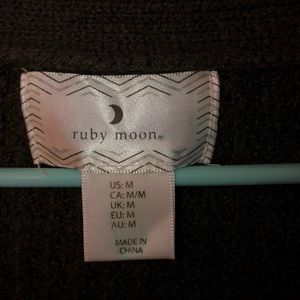 ruby moon®
US: M
CA: M/M
UK: M
EU: M
AU: M
MADE IN
CHINA